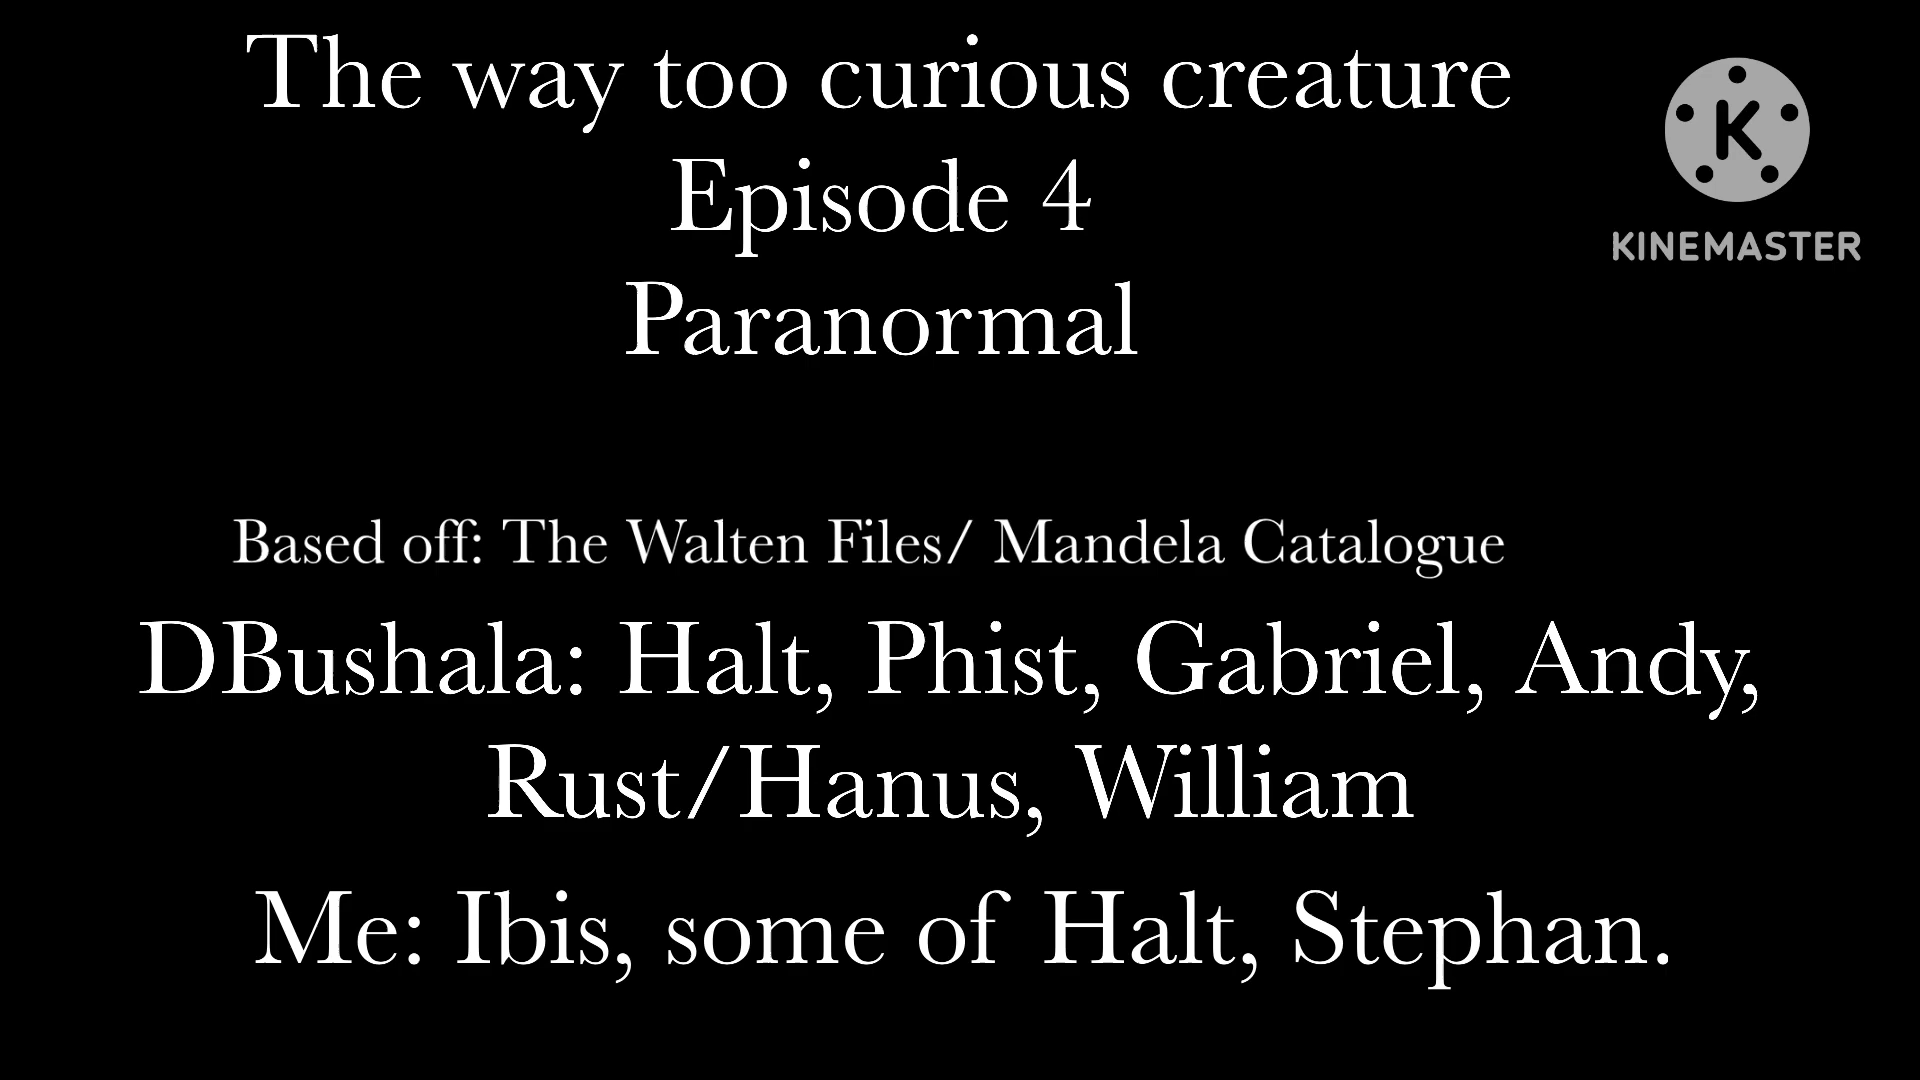 The way too curious creature
Episode 4
Paranormal
K
KINEMASTER
Based off: The Walten Files/ Mandela Catalogue
DBushala: Halt, Phist, Gabriel, Andy,
Rust/Hanus, William
Me: Ibis, some of Halt, Stephan.